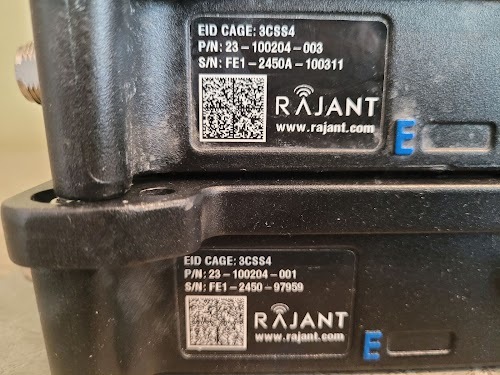 EID CAGE: 3CSS4
P/N: 23-100204-003
S/N: FE1-2450A-100311
RAJANT
www.rajant.com
E
EID CAGE: 3CSS4
P/N: 23-100204-001
S/N: FE1-2450-97959
RAJANT
www.rajant.com
E